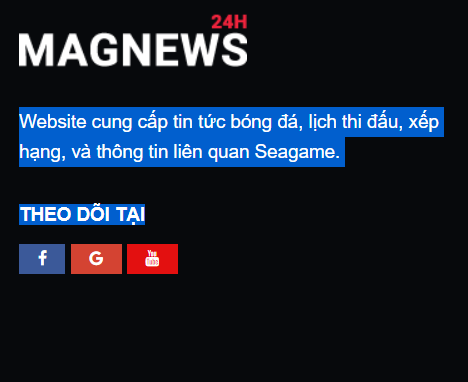 24H
MAGNEWS
Website cung cấp tin tức bóng đá, lịch thi đấu, xếp
hạng, và thông tin liên quan Seagame.
THEO DÕI TẠI
f G You Tube